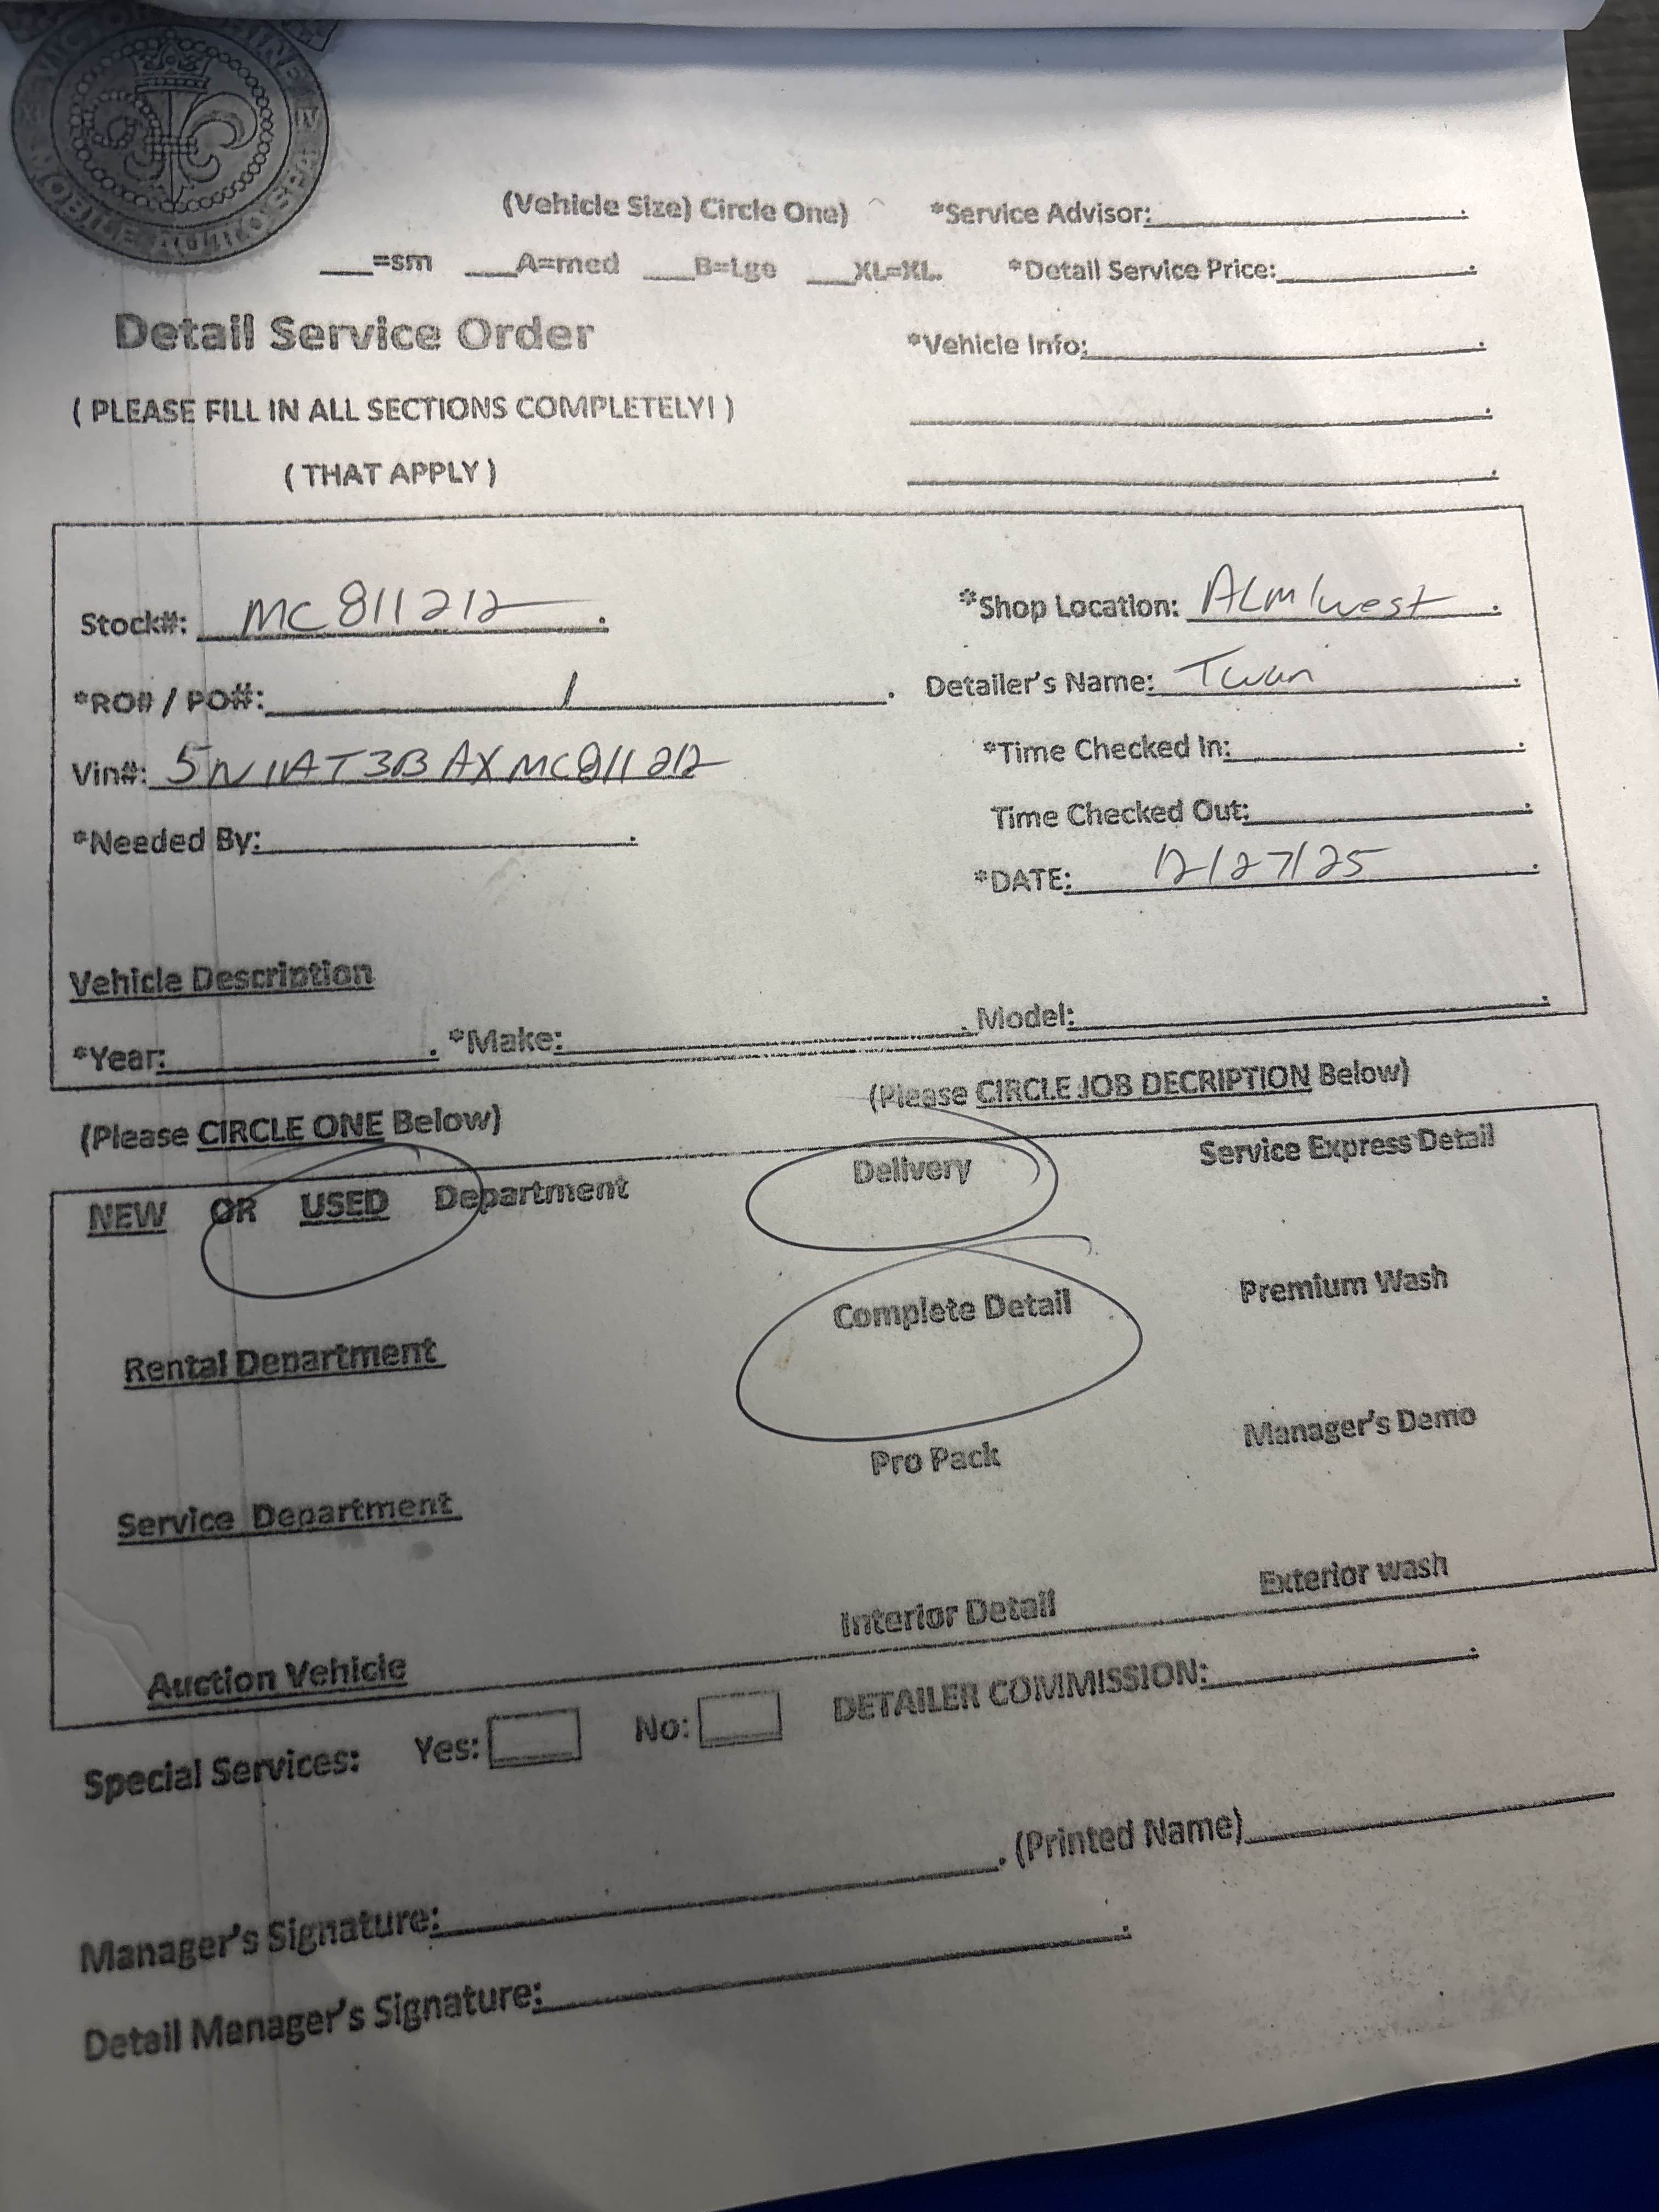 MOBILE AUTO SPA
(Vehicle Size) Circle One)
*Service Advisor:
___=sm ___A=med ___B=Lge ___XL=XL.
*Detail Service Price:
Detail Service Order
*Vehicle Info:
( PLEASE FILL IN ALL SECTIONS COMPLETELY! )
( THAT APPLY )
Stock#: MC811212
*Shop Location: ALM/west
*RO# / PO#: /
Detailer's Name: Twan
Vin#: 5N1AT3BAXMC811212
*Time Checked In:
Time Checked Out:
*Needed By:
*DATE: 12/27/25
Vehicle Description
*Year: *Make: Model:
(Please CIRCLE ONE Below)
(Please CIRCLE JOB DECRIPTION Below)
NEW OR USED Department
Delivery
Service Express Detail
Rental Department
Complete Detail
Premium Wash
Service Department
Pro Pack
Manager's Demo
Auction Vehicle
Interior Detail
Exterior wash
Special Services: Yes: No:
DETAILER COMMISSION:
Manager's Signature: (Printed Name)
Detail Manager's Signature: